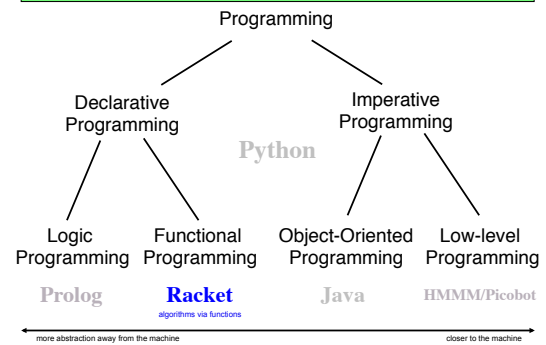 Programming
Declarative
Programming
Imperative
Programming
Python
Logic
Programming
Functional
Programming
Object-Oriented
Programming
Low-level
Programming
Prolog
Racket
algorithms via functions
Java
HMMM/Picobot
more abstraction away from the machine
closer to the machine